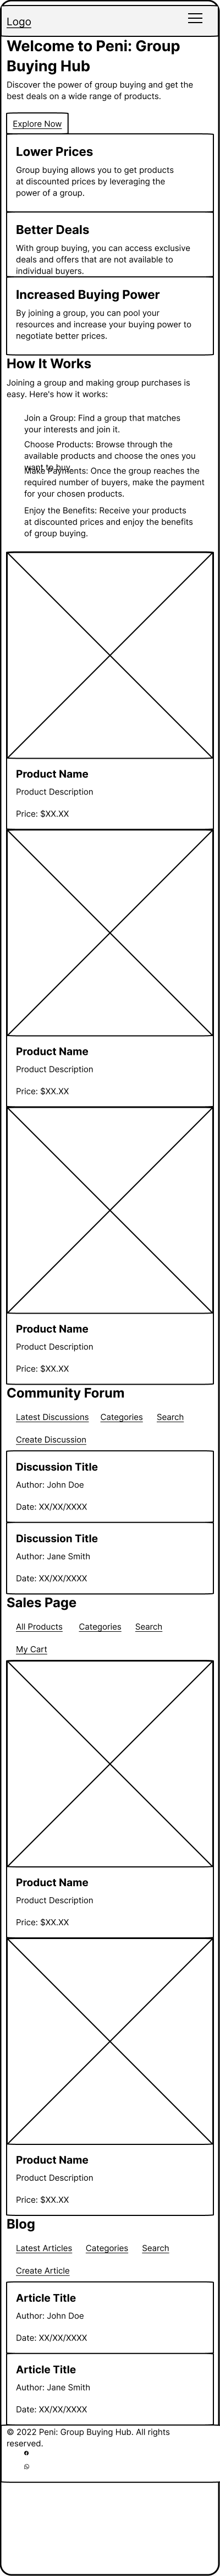 Logo
Welcome to Peni: Group
Buying Hub
Discover the power of group buying and get the
best deals on a wide range of products.
Explore Now
Lower Prices
Group buying allows you to get products
at discounted prices by leveraging the
power of a group.
Better Deals
With group buying, you can access exclusive
deals and offers that are not available to
individual buyers.
Increased Buying Power
By joining a group, you can pool your
resources and increase your buying power to
negotiate better prices.
How It Works
Joining a group and making group purchases is
easy. Here's how it works:
Join a Group: Find a group that matches
your interests and join it.
Choose Products: Browse through the
available products and choose the ones you
want to buy.
Make Payments: Once the group reaches the
required number of buyers, make the payment
for your chosen products.
Enjoy the Benefits: Receive your products
at discounted prices and enjoy the benefits
of group buying.
Product Name
Product Description
Price: $XX.XX
Product Name
Product Description
Price: $XX.XX
Product Name
Product Description
Price: $XX.XX
Community Forum
Latest Discussions Categories Search
Create Discussion
Discussion Title
Author: John Doe
Date: XX/XX/XXXX
Discussion Title
Author: Jane Smith
Date: XX/XX/XXXX
Sales Page
All Products Categories Search
My Cart
Product Name
Product Description
Price: $XX.XX
Product Name
Product Description
Price: $XX.XX
Blog
Latest Articles Categories Search
Create Article
Article Title
Author: John Doe
Date: XX/XX/XXXX
Article Title
Author: Jane Smith
Date: XX/XX/XXXX
© 2022 Peni: Group Buying Hub. All rights
reserved.